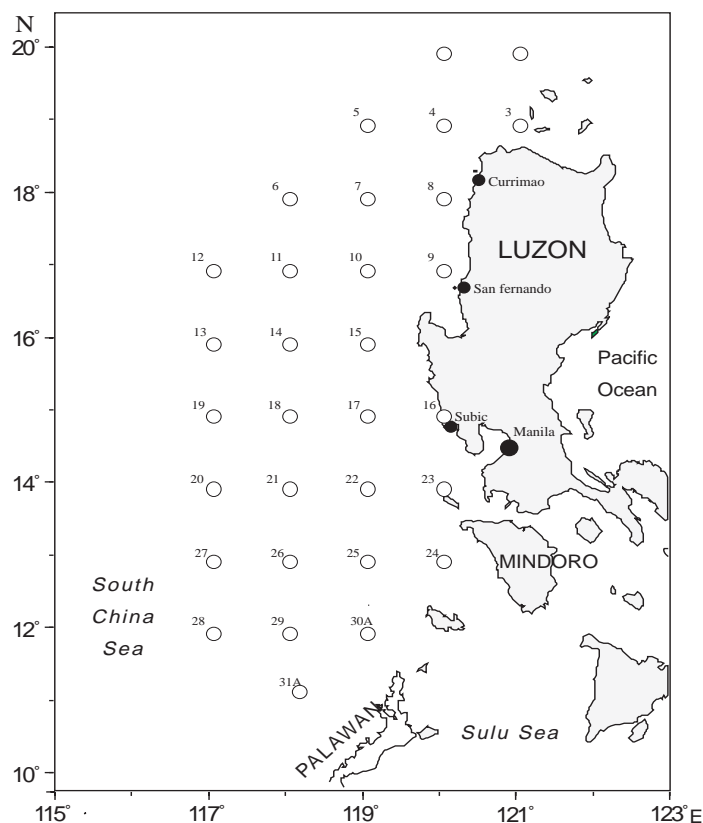 N
20°
5 4 3
6 7 8
Currimao
18°
12 11 10 9
LUZON
San fernando
16°
13 14 15
Pacific
Ocean
19 18 17 16
Subic
Manila
14°
20 21 22 23
27 26 25 24
MINDORO
South
China
Sea
12°
28 29 30A
31A
PALAWAN
Sulu Sea
10°
115° 117° 119° 121° 123° E